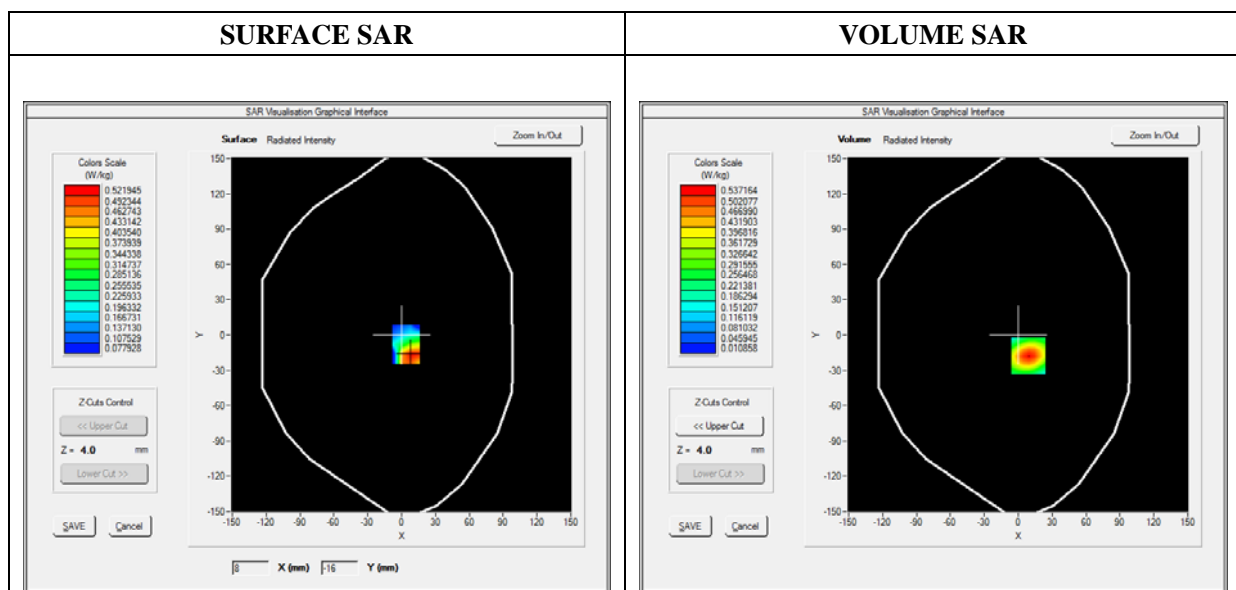 SURFACE SAR
VOLUME SAR
SAR Visualisation Graphical Interface
Surface Radiated Intensity
Zoom In/Out
Colors Scale
(W/kg)
0.521945
0.492344
0.462743
0.433142
0.403540
0.373939
0.344338
0.314737
0.285136
0.255535
0.225933
0.196332
0.166731
0.137130
0.107529
0.077928
Z-Cuts Control
<< Upper Cut
Z = 4.0 mm
Lower Cut >>
SAVE Cancel
150
120
90
60
30
0
-30
-60
-90
-120
-150
Y
-150 -120 -90 -60 -30 0 30 60 90 120 150
X
8 X (mm) -16 Y (mm)
SAR Visualisation Graphical Interface
Volume Radiated Intensity
Zoom In/Out
Colors Scale
(W/kg)
0.537164
0.502077
0.466990
0.431903
0.396816
0.361729
0.326642
0.291555
0.256468
0.221381
0.186294
0.151207
0.116119
0.081032
0.045945
0.010858
Z-Cuts Control
<< Upper Cut
Z = 4.0 mm
Lower Cut >>
SAVE Cancel
150
120
90
60
30
0
-30
-60
-90
-120
-150
Y
-150 -120 -90 -60 -30 0 30 60 90 120 150
X